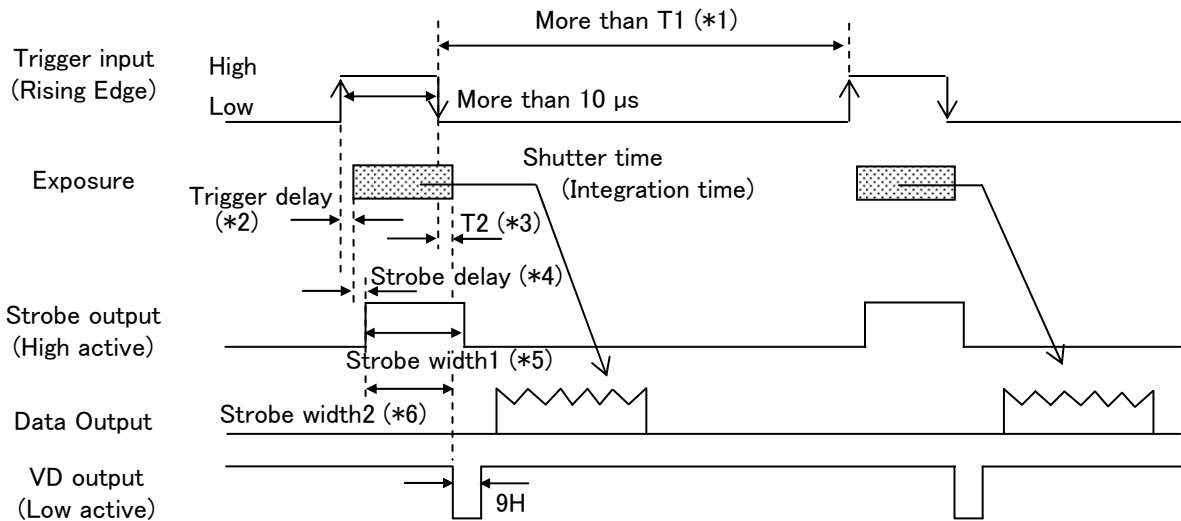 More than T1 (*1)
Trigger input
(Rising Edge)
High
Low
More than 10 μs
Exposure
Shutter time
(Integration time)
Trigger delay
(*2)
T2 (*3)
Strobe delay (*4)
Strobe output
(High active)
Strobe width1 (*5)
Strobe width2 (*6)
Data Output
VD output
(Low active)
9H